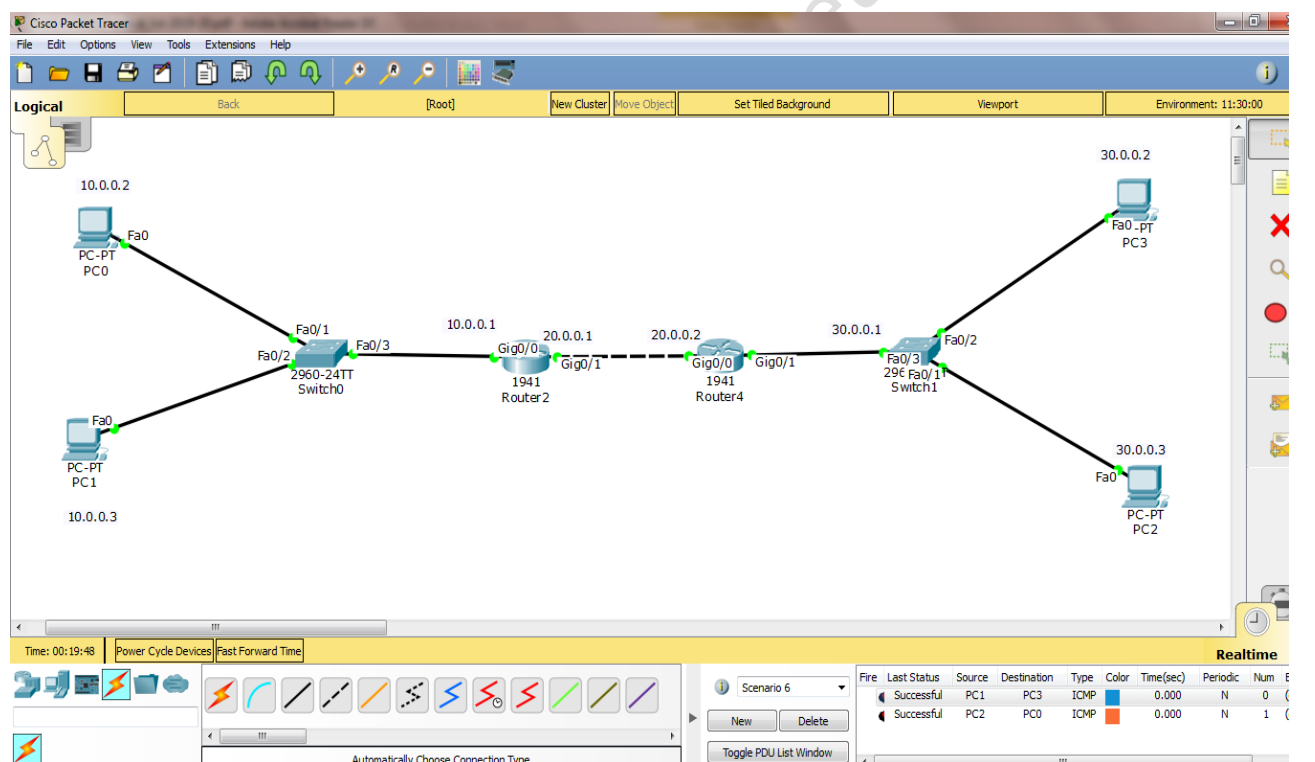 Cisco Packet Tracer
File Edit Options View Tools Extensions Help
Logical Back [Root] New Cluster Move Object Set Tiled Background Viewport Environment: 11:30:00
30.0.0.2
10.0.0.2
Fa0
PC-PT
PC0
Fa0 -PT
PC3
Fa0/1
Fa0/2
Fa0/3
2960-24TT
Switch0
10.0.0.1
Gig0/0
20.0.0.1
Gig0/1
1941
Router2
20.0.0.2
Gig0/0
Gig0/1
1941
Router4
30.0.0.1
Fa0/2
Fa0/3
Fa0/1
Switch1
Fa0
PC-PT
PC1
10.0.0.3
30.0.0.3
Fa0
PC-PT
PC2
Time: 00:19:48 Power Cycle Devices Fast Forward Time
Realtime
Scenario 6
New Delete
Toggle PDU List Window
Fire Last Status Source Destination Type Color Time(sec) Periodic Num
Successful PC1 PC3 ICMP 0.000 N 0
Successful PC2 PC0 ICMP 0.000 N 1
Automatically Choose Connection Type